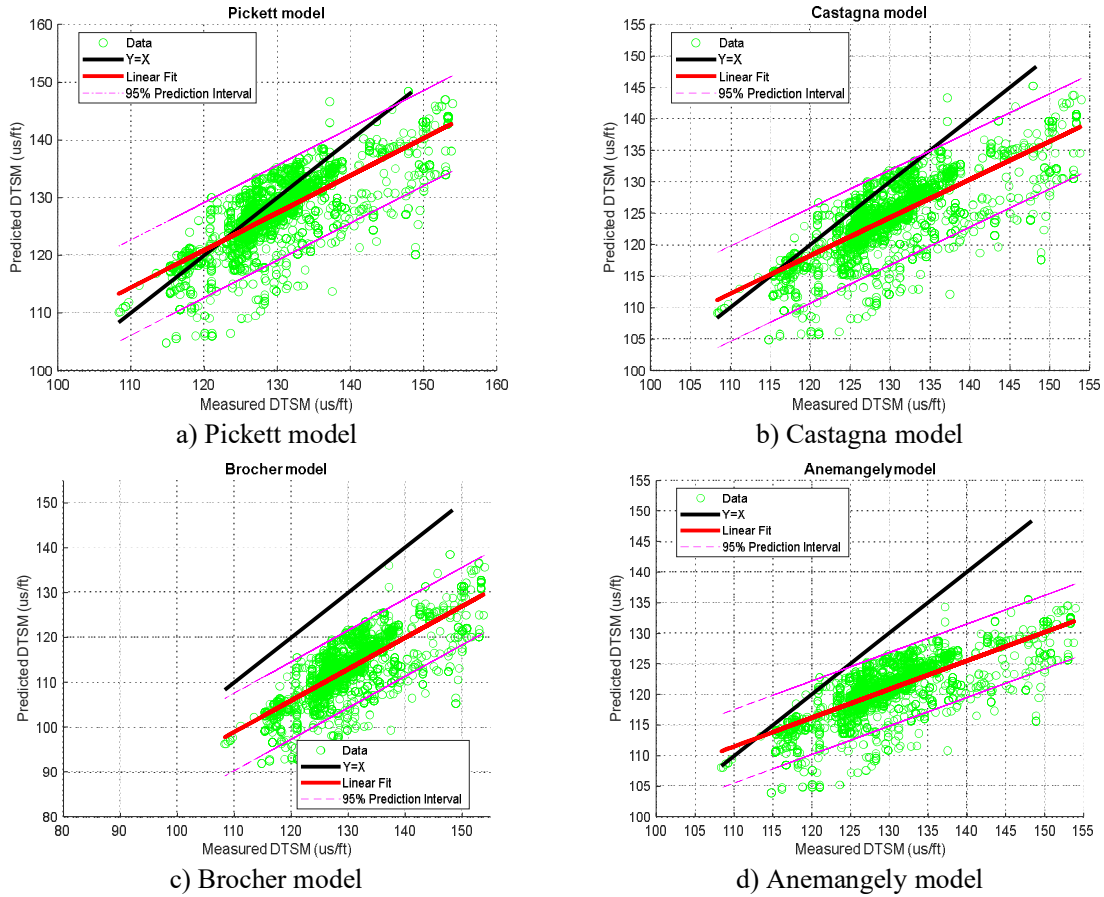 Pickett model
160
150
140
130
120
110
100
100 110 120 130 140 150 160
Predicted DTSM (us/ft)
Measured DTSM (us/ft)
Data
Y=X
Linear Fit
95% Prediction Interval
a) Pickett model
Castagna model
155
150
145
140
135
130
125
120
115
110
105
100
100 105 110 115 120 125 130 135 140 145 150 155
Predicted DTSM (us/ft)
Measured DTSM (us/ft)
Data
Y=X
Linear Fit
95% Prediction Interval
b) Castagna model
Brocher model
150
140
130
120
110
100
90
80
80 90 100 110 120 130 140 150
Predicted DTSM (us/ft)
Measured DTSM (us/ft)
Data
Y=X
Linear Fit
95% Prediction Interval
c) Brocher model
Anemangely model
155
150
145
140
135
130
125
120
115
110
105
100
100 105 110 115 120 125 130 135 140 145 150 155
Predicted DTSM (us/ft)
Measured DTSM (us/ft)
Data
Y=X
Linear Fit
95% Prediction Interval
d) Anemangely model